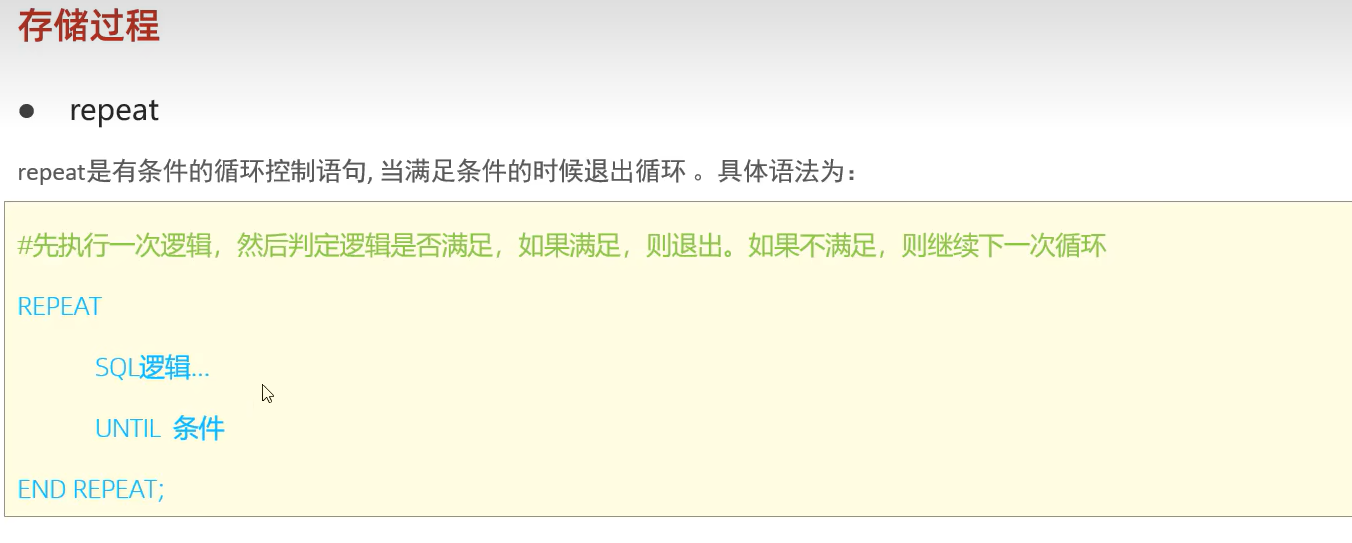 存储过程
● repeat
repeat是有条件的循环控制语句, 当满足条件的时候退出循环 。具体语法为：
#先执行一次逻辑，然后判定逻辑是否满足，如果满足，则退出。如果不满足，则继续下一次循环
REPEAT
SQL逻辑...
UNTIL 条件
END REPEAT;